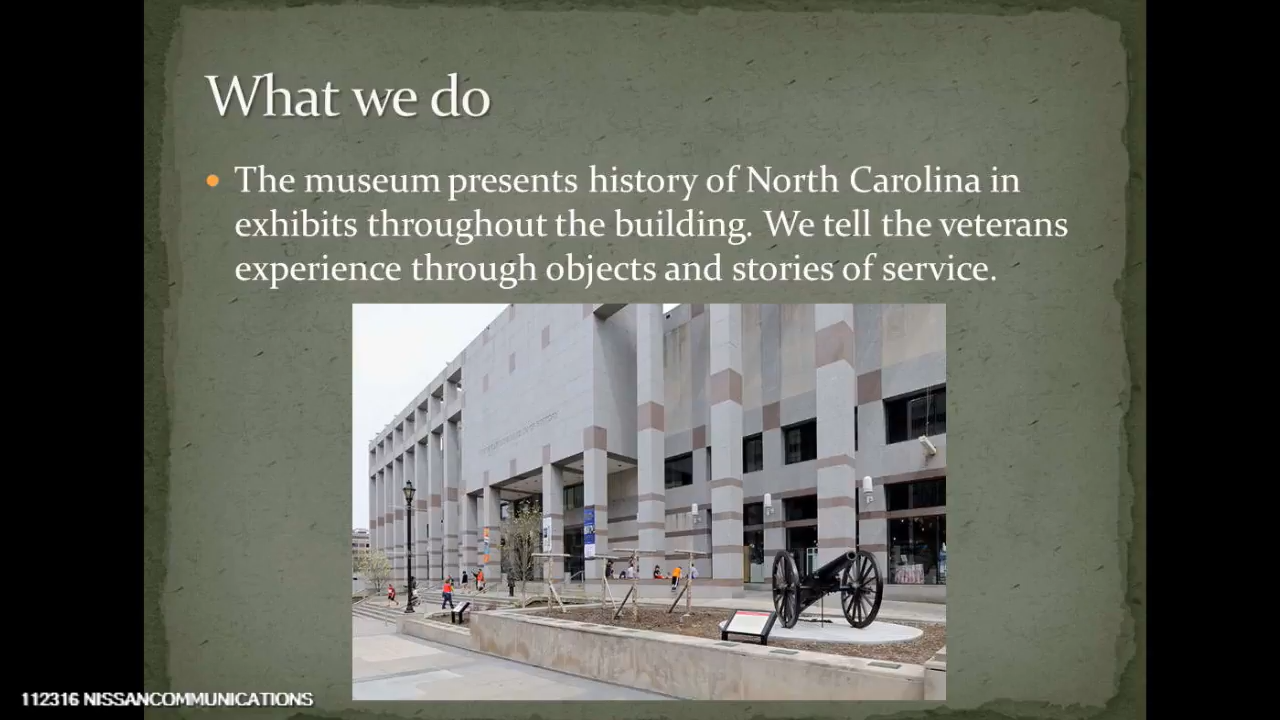 What we do
The museum presents history of North Carolina in
exhibits throughout the building. We tell the veterans
experience through objects and stories of service.
112316 NISSANCOMMUNICATIONS